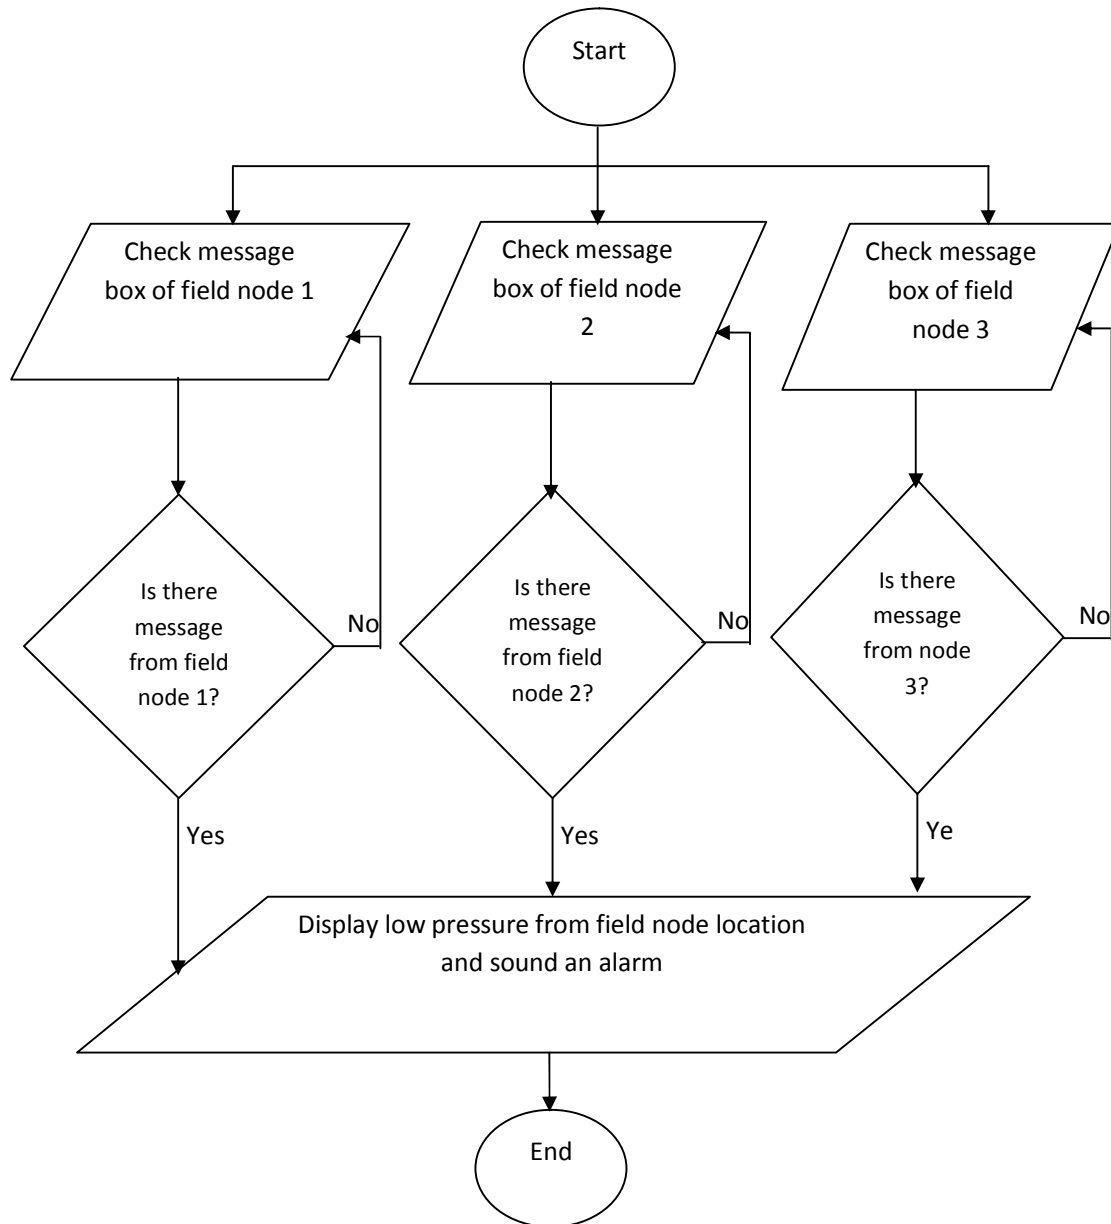 Start
Check message
box of field node 1
Check message
box of field node
2
Check message
box of field
node 3
Is there
message
from field
node 1?
No
Is there
message
from field
node 2?
No
Is there
message
from node
3?
No
Yes
Yes
Ye
Display low pressure from field node location
and sound an alarm
End